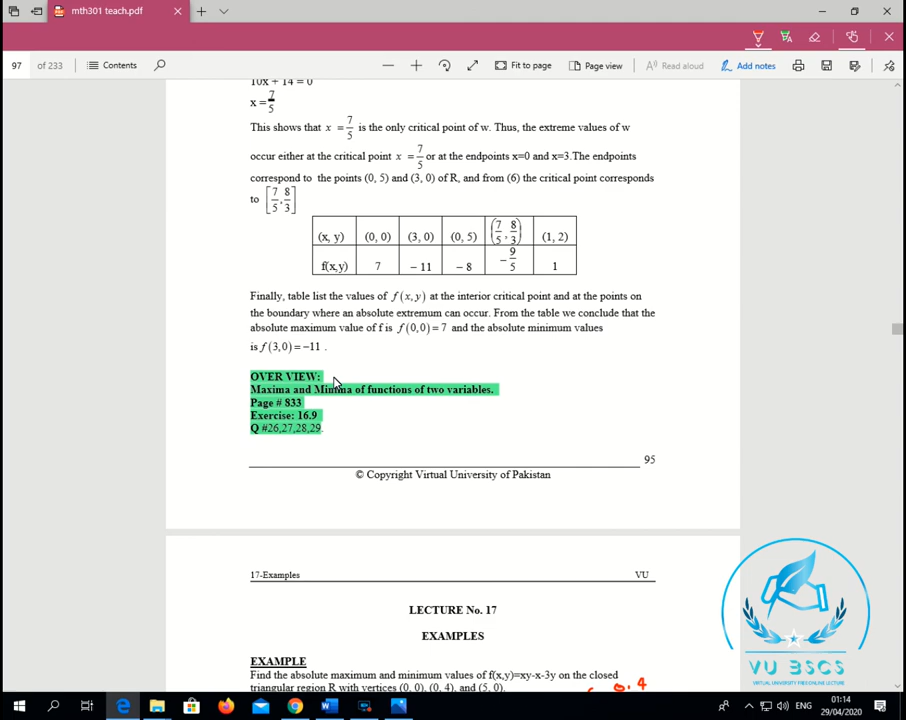 mth301 teach.pdf
97 of 233 Contents Fit to page Page view Read aloud Add notes
10x + 14 = 0
x = 7/5
This shows that x = 7/5 is the only critical point of w. Thus, the extreme values of w
occur either at the critical point x = 7/5 or at the endpoints x=0 and x=3.The endpoints
correspond to the points (0, 5) and (3, 0) of R, and from (6) the critical point corresponds
to [7/5, 8/3]
(x, y) (0, 0) (3, 0) (0, 5) (7/5, 8/3) (1, 2)
f(x,y) 7 −11 −8 −9/5 1
Finally, table list the values of f(x,y) at the interior critical point and at the points on
the boundary where an absolute extremum can occur. From the table we conclude that the
absolute maximum value of f is f(0,0)=7 and the absolute minimum values
is f(3,0)=−11 .
OVER VIEW:
Maxima and Minima of functions of two variables.
Page # 833
Exercise: 16.9
Q #26,27,28,29.
95
© Copyright Virtual University of Pakistan
17-Examples VU
LECTURE No. 17
EXAMPLES
EXAMPLE
Find the absolute maximum and minimum values of f(x,y)=xy-x-3y on the closed
triangular region R with vertices (0, 0), (0, 4), and (5, 0).
VU BSCS
VIRTUAL UNIVERSITY FREE ONLINE LECTURE
01:14
29/04/2020